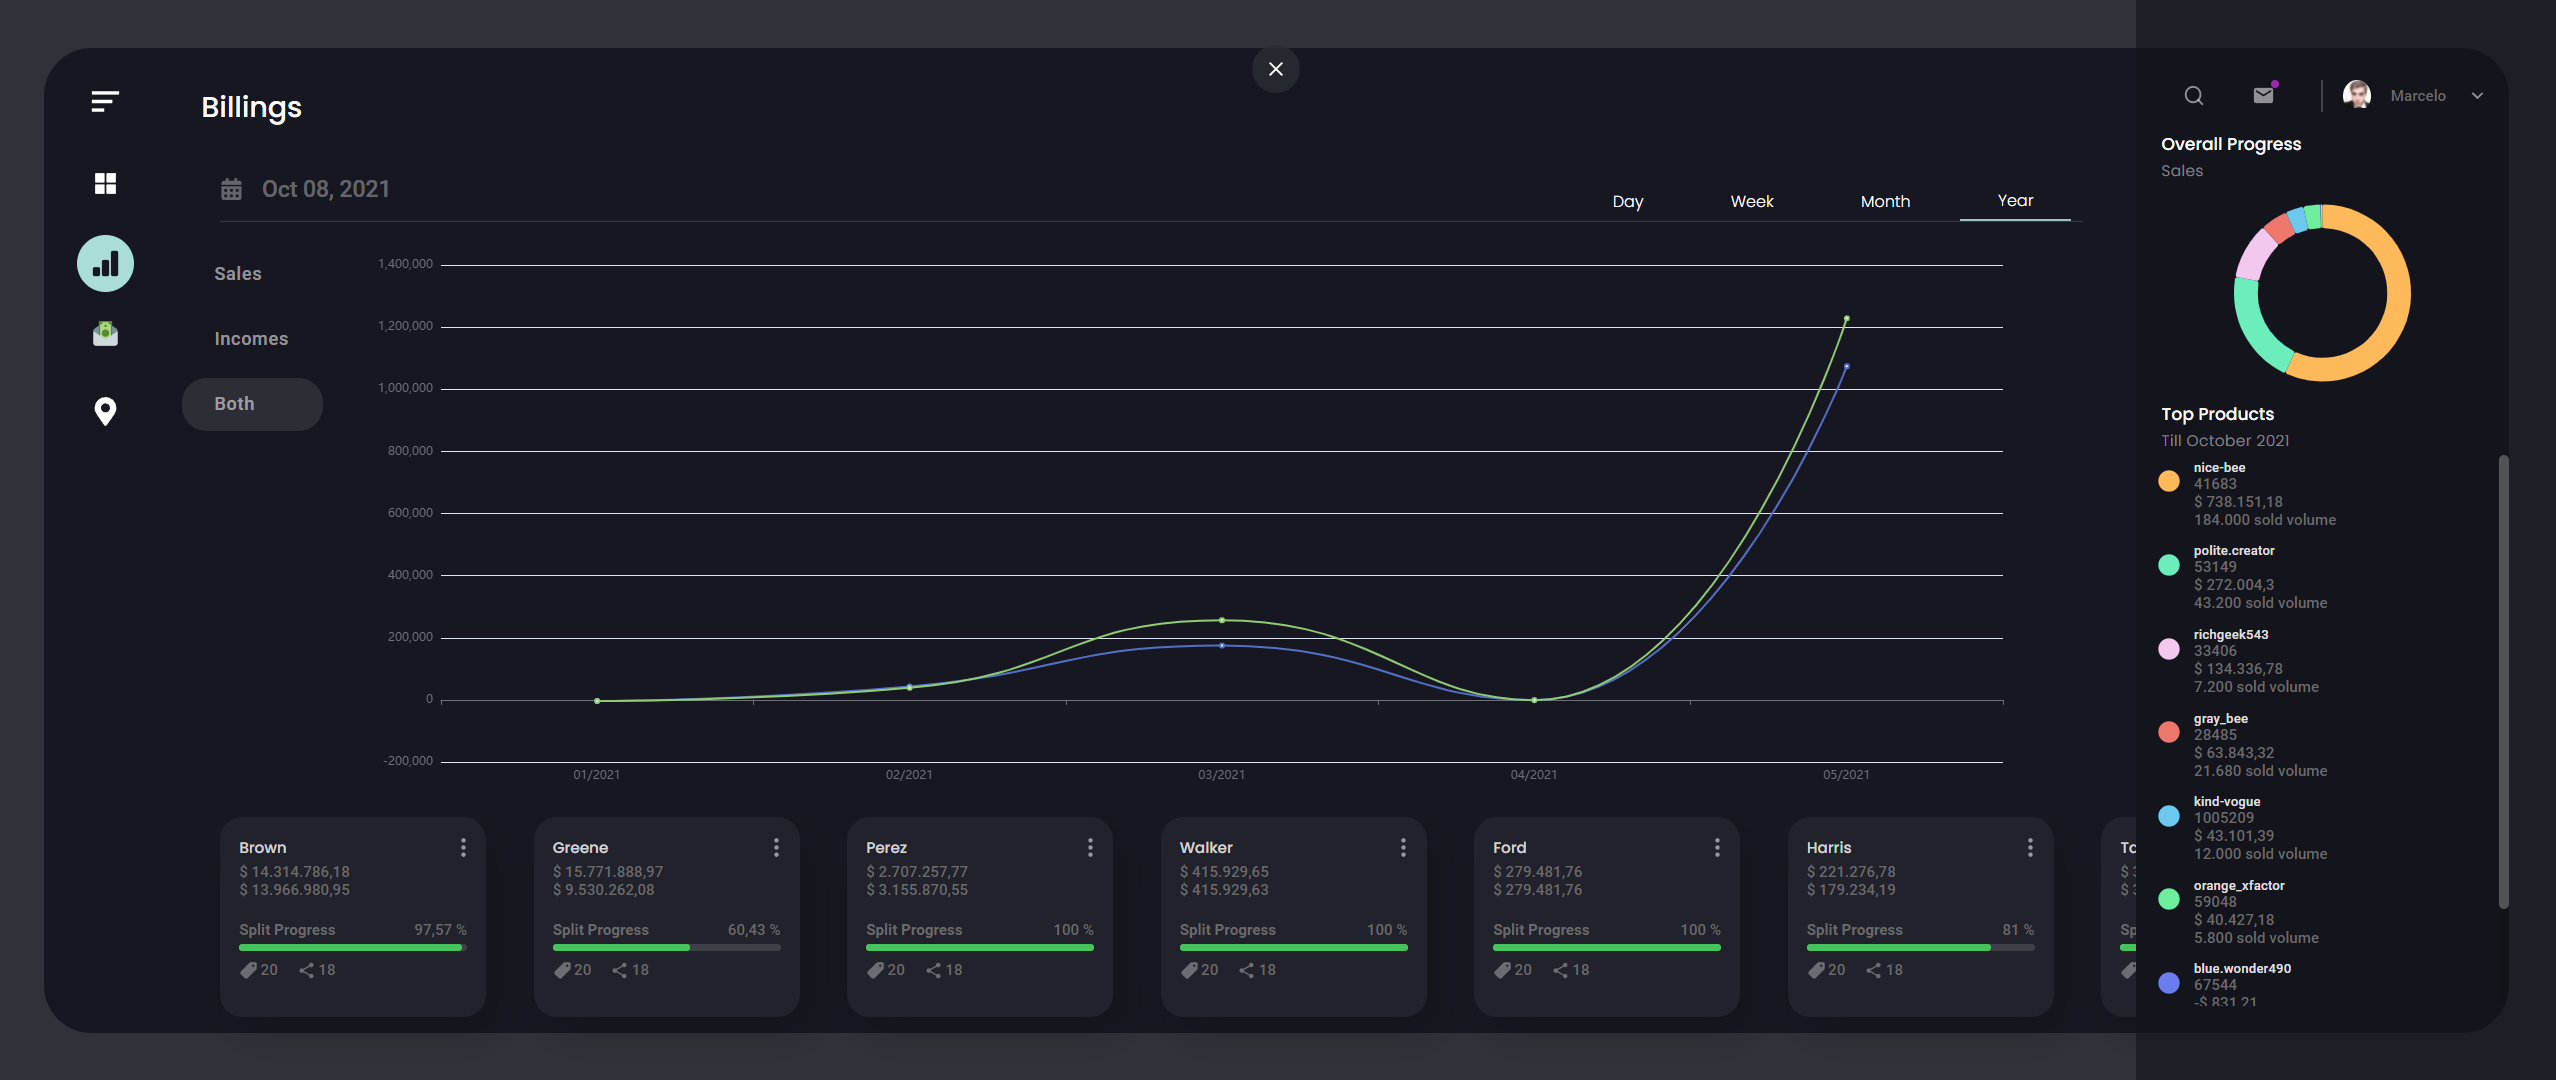 Billings
Marcelo
Oct 08, 2021
Day
Week
Month
Year
Sales
Incomes
Both
1,400,000
1,200,000
1,000,000
800,000
600,000
400,000
200,000
0
-200,000
01/2021
02/2021
03/2021
04/2021
05/2021
Brown
$ 14.314.786,18
$ 13.966.980,95
Split Progress 97,57 %
20 18
Greene
$ 15.771.888,97
$ 9.530.262,08
Split Progress 60,43 %
20 18
Perez
$ 2.707.257,77
$ 3.155.870,55
Split Progress 100 %
20 18
Walker
$ 415.929,65
$ 415.929,63
Split Progress 100 %
20 18
Ford
$ 279.481,76
$ 279.481,76
Split Progress 100 %
20 18
Harris
$ 221.276,78
$ 179.234,19
Split Progress 81 %
20 18
Overall Progress
Sales
Top Products
Till October 2021
nice-bee
41683
$ 738.151,18
184.000 sold volume
polite.creator
53149
$ 272.004,3
43.200 sold volume
richgeek543
33406
$ 134.336,78
7.200 sold volume
gray_bee
28485
$ 63.843,32
21.680 sold volume
kind-vogue
1005209
$ 43.101,39
12.000 sold volume
orange_xfactor
59048
$ 40.427,18
5.800 sold volume
blue.wonder490
67544
-$ 831,21